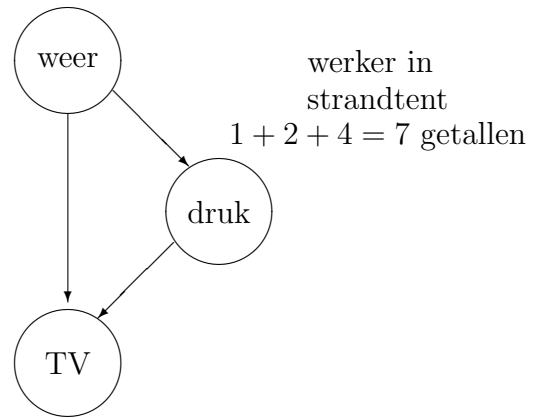 weer
werker in
strandtent
1 + 2 + 4 = 7 getallen
druk
TV